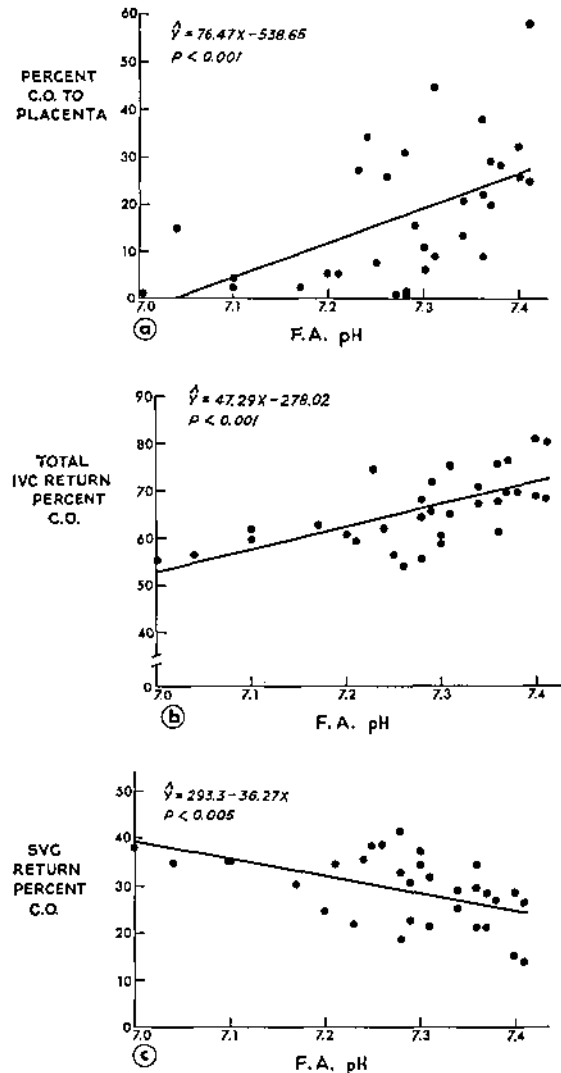 Ŷ = 76.47X-538.65
P < 0.001
PERCENT
C.O. TO
PLACENTA
60
50
40
30
20
10
0
7.0 7.1 7.2 7.3 7.4
F.A. pH
a
Ŷ = 47.29X-278.02
P < 0.001
TOTAL
IVC RETURN
PERCENT
C.O.
90
80
70
60
50
40
0
7.0 7.1 7.2 7.3 7.4
F.A. pH
b
Ŷ = 293.3-36.27X
P < 0.005
SVC
RETURN
PERCENT
C.O.
50
40
30
20
10
0
7.0 7.1 7.2 7.3 7.4
F.A. pH
c